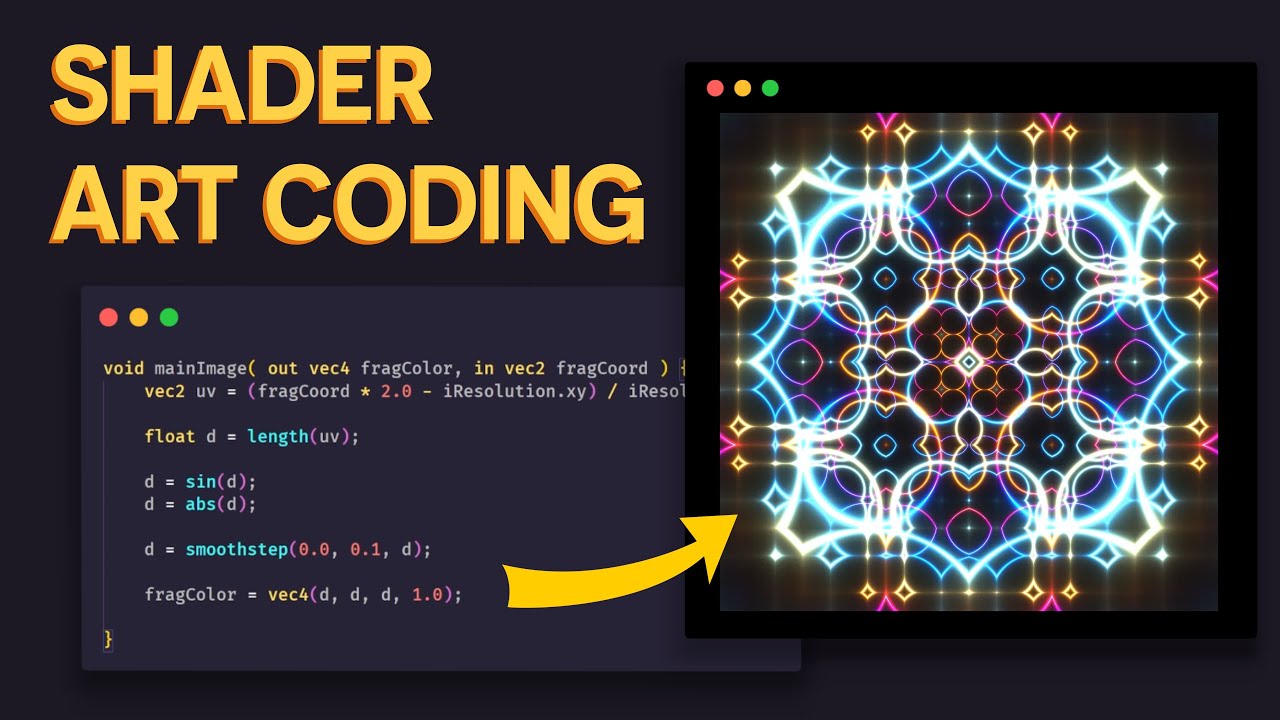 SHADER
ART CODING
void mainImage( out vec4 fragColor, in vec2 fragCoord ) {
vec2 uv = (fragCoord * 2.0 - iResolution.xy) / iResol
float d = length(uv);
d = sin(d);
d = abs(d);
d = smoothstep(0.0, 0.1, d);
fragColor = vec4(d, d, d, 1.0);
}